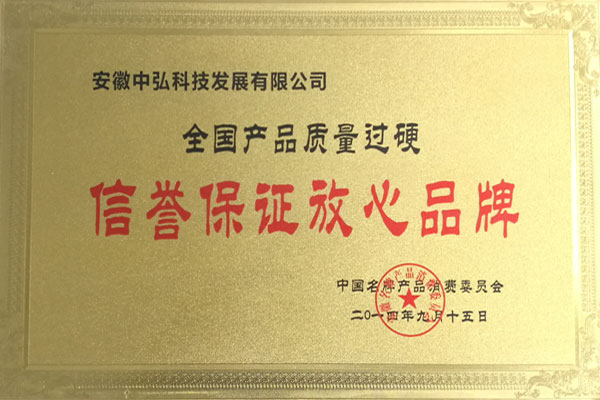 安徽中弘科技发展有限公司
全国产品质量过硬
信誉保证放心品牌
中国名牌产品消费委员会
二〇一四年九月十五日